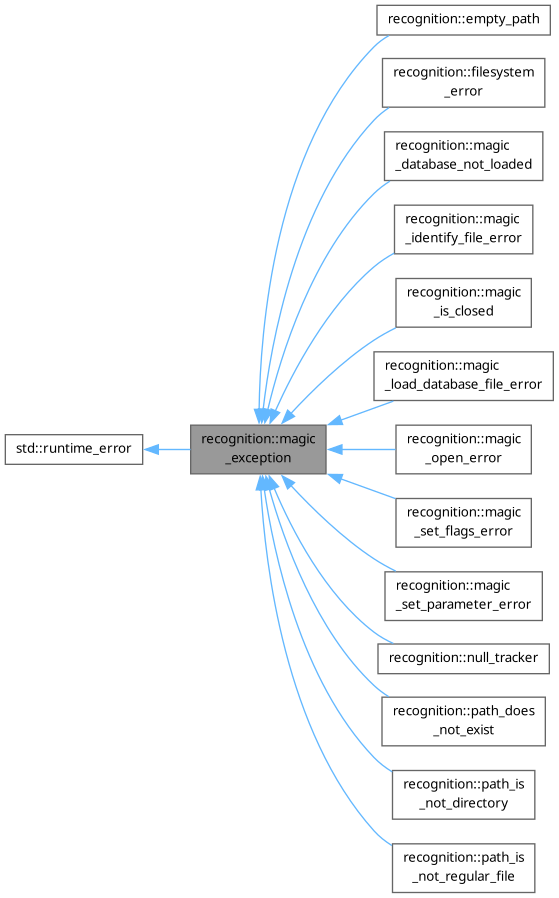 recognition::empty_path
recognition::filesystem
_error
recognition::magic
_database_not_loaded
recognition::magic
_identify_file_error
recognition::magic
_is_closed
recognition::magic
_load_database_file_error
std::runtime_error
recognition::magic
_exception
recognition::magic
_open_error
recognition::magic
_set_flags_error
recognition::magic
_set_parameter_error
recognition::null_tracker
recognition::path_does
_not_exist
recognition::path_is
_not_directory
recognition::path_is
_not_regular_file